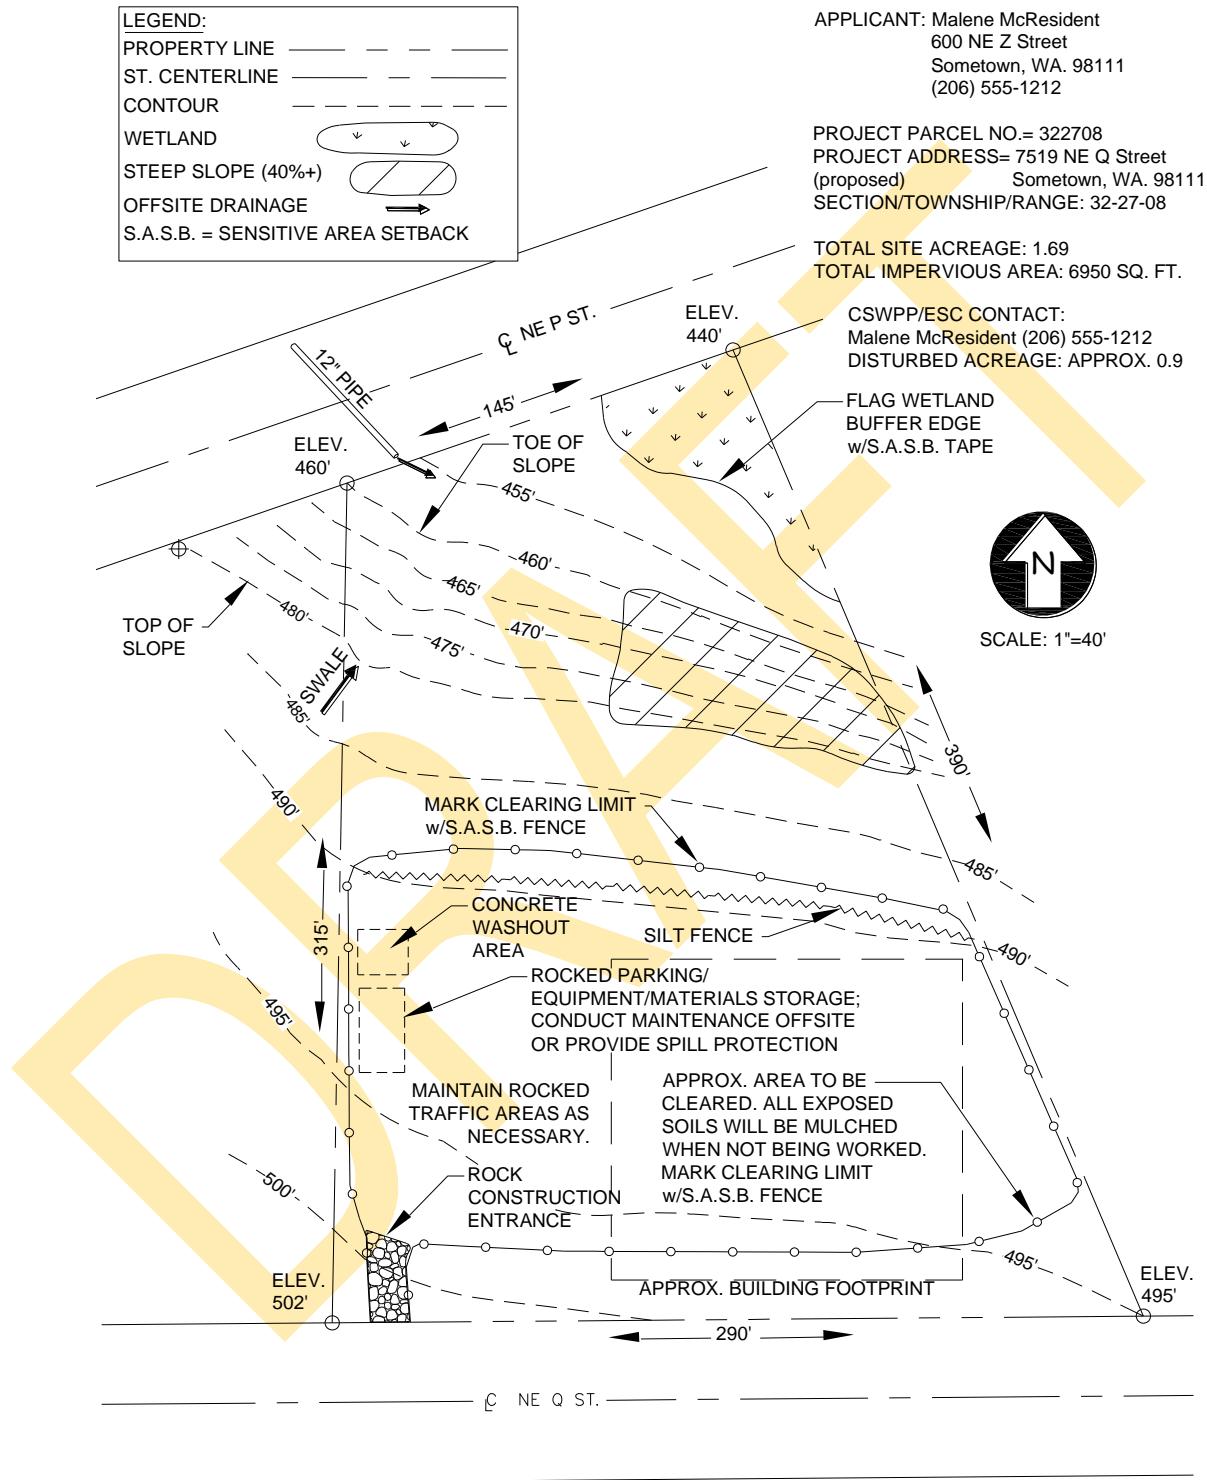 LEGEND:
PROPERTY LINE
ST. CENTERLINE
CONTOUR
WETLAND
STEEP SLOPE (40%+)
OFFSITE DRAINAGE
S.A.S.B. = SENSITIVE AREA SETBACK
APPLICANT: Malene McResident
600 NE Z Street
Sometown, WA. 98111
(206) 555-1212
PROJECT PARCEL NO.= 322708
PROJECT ADDRESS= 7519 NE Q Street
(proposed) Sometown, WA. 98111
SECTION/TOWNSHIP/RANGE: 32-27-08
TOTAL SITE ACREAGE: 1.69
TOTAL IMPERVIOUS AREA: 6950 SQ. FT.
CSWPP/ESC CONTACT:
Malene McResident (206) 555-1212
DISTURBED ACREAGE: APPROX. 0.9
ELEV.
440'
CL NE P ST.
12" PIPE
145'
FLAG WETLAND
BUFFER EDGE
w/S.A.S.B. TAPE
ELEV.
460'
TOE OF
SLOPE
455'
460'
465'
470'
475'
480'
485'
TOP OF
SLOPE
SWALE
N
SCALE: 1"=40'
390'
490'
MARK CLEARING LIMIT
w/S.A.S.B. FENCE
485'
315'
CONCRETE
WASHOUT
AREA
SILT FENCE
490'
ROCKED PARKING/
EQUIPMENT/MATERIALS STORAGE;
CONDUCT MAINTENANCE OFFSITE
OR PROVIDE SPILL PROTECTION
495'
MAINTAIN ROCKED
TRAFFIC AREAS AS
NECESSARY.
APPROX. AREA TO BE
CLEARED. ALL EXPOSED
SOILS WILL BE MULCHED
WHEN NOT BEING WORKED.
MARK CLEARING LIMIT
w/S.A.S.B. FENCE
500'
ROCK
CONSTRUCTION
ENTRANCE
495'
ELEV.
502'
APPROX. BUILDING FOOTPRINT
ELEV.
495'
290'
CL NE Q ST.
DRAFT